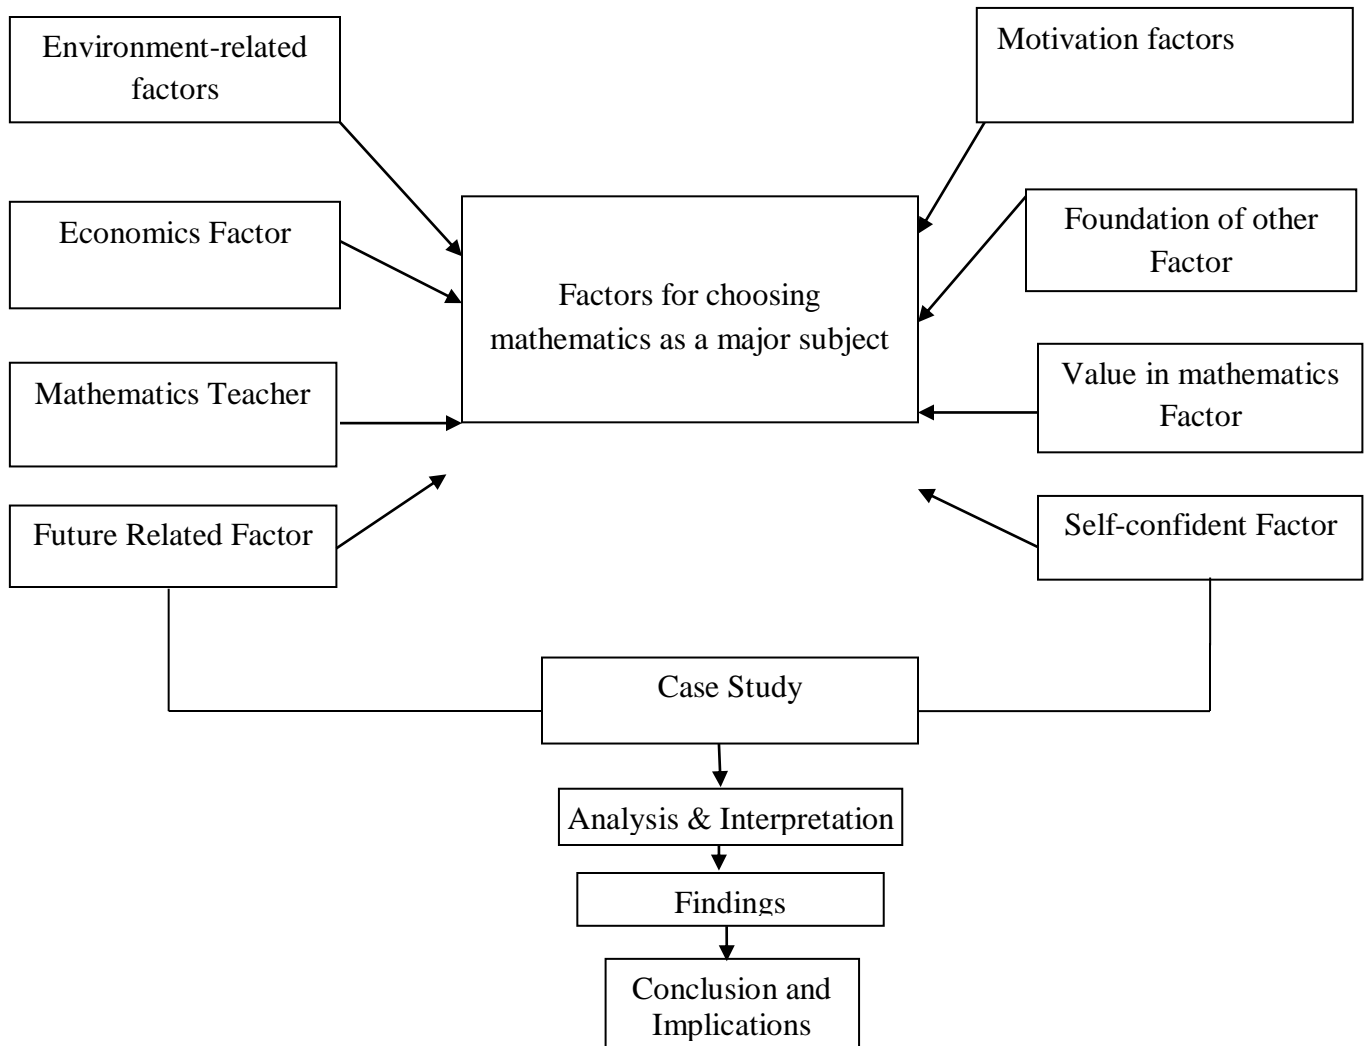 Environment-related
factors
Motivation factors
Economics Factor
Foundation of other
Factor
Factors for choosing
mathematics as a major subject
Mathematics Teacher
Value in mathematics
Factor
Future Related Factor
Self-confident Factor
Case Study
Analysis & Interpretation
Findings
Conclusion and
Implications